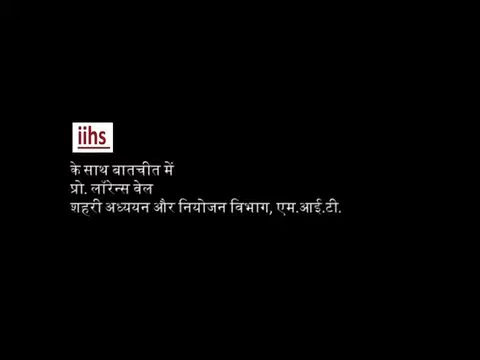 iihs
के साथ बातचीत में
प्रो. लॉरेन्स वेल
शहरी अध्ययन और नियोजन विभाग, एम.आई.टी.